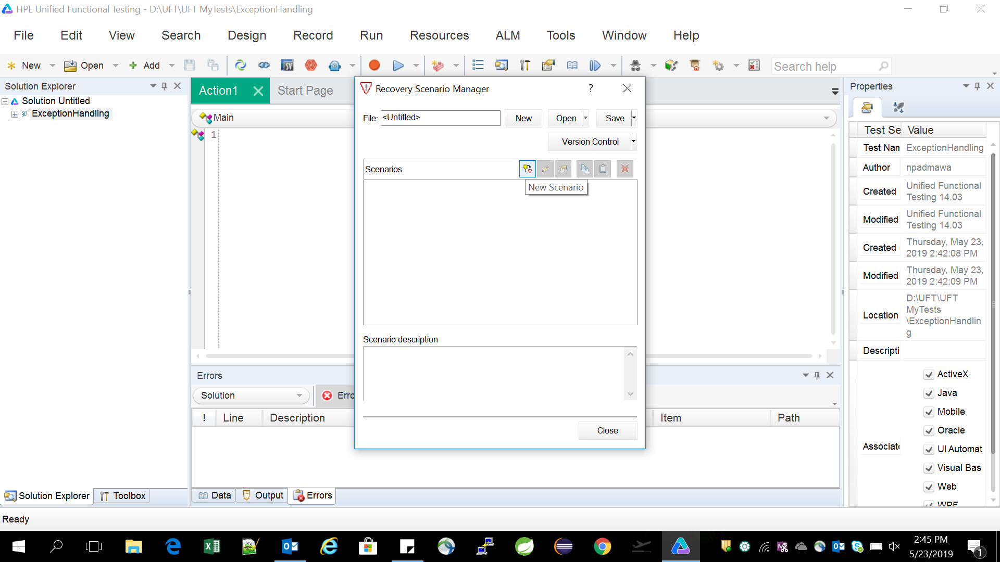 HPE Unified Functional Testing - D:\UFT\UFT MyTests\ExceptionHandling
File Edit View Search Design Record Run Resources ALM Tools Window Help
New Open Add Search help
Solution Explorer
Solution Untitled
ExceptionHandling
Action1 Start Page
Main
1
Recovery Scenario Manager ?
File: <Untitled> New Open Save
Version Control
Scenarios
New Scenario
Scenario description
Close
Errors
Solution Erro
! Line Description Item Path
Data Output Errors
Solution Explorer Toolbox
Properties
Test Se Value
Test Nam ExceptionHandling
Author npadmawa
Created Unified Functional
Testing 14.03
Modified Unified Functional
Testing 14.03
Created Thursday, May 23,
2019 2:42:08 PM
Modified Thursday, May 23,
2019 2:42:09 PM
Location D:\UFT\UFT
MyTests
\ExceptionHandlin
g
Descripti
Associate
ActiveX
Java
Mobile
Oracle
UI Automat
Visual Bas
Web
WPF
Ready
2:45 PM
5/23/2019
1